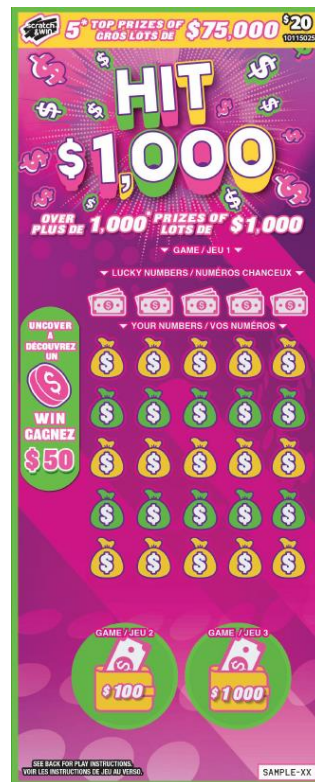 Scratch
&WIN
5* TOP PRIZES OF
GROS LOTS DE $75,000
$20
10115025
HIT
$1,000
OVER
PLUS DE 1,000* PRIZES OF
LOTS DE $1,000
GAME / JEU 1
LUCKY NUMBERS / NUMÉROS CHANCEUX
YOUR NUMBERS / VOS NUMÉROS
UNCOVER
A
DÉCOUVREZ
UN
$
WIN
GAGNEZ
$50
GAME / JEU 2
$100
GAME / JEU 3
$1000
SEE BACK FOR PLAY INSTRUCTIONS.
VOIR LES INSTRUCTIONS DE JEU AU VERSO.
SAMPLE-XX